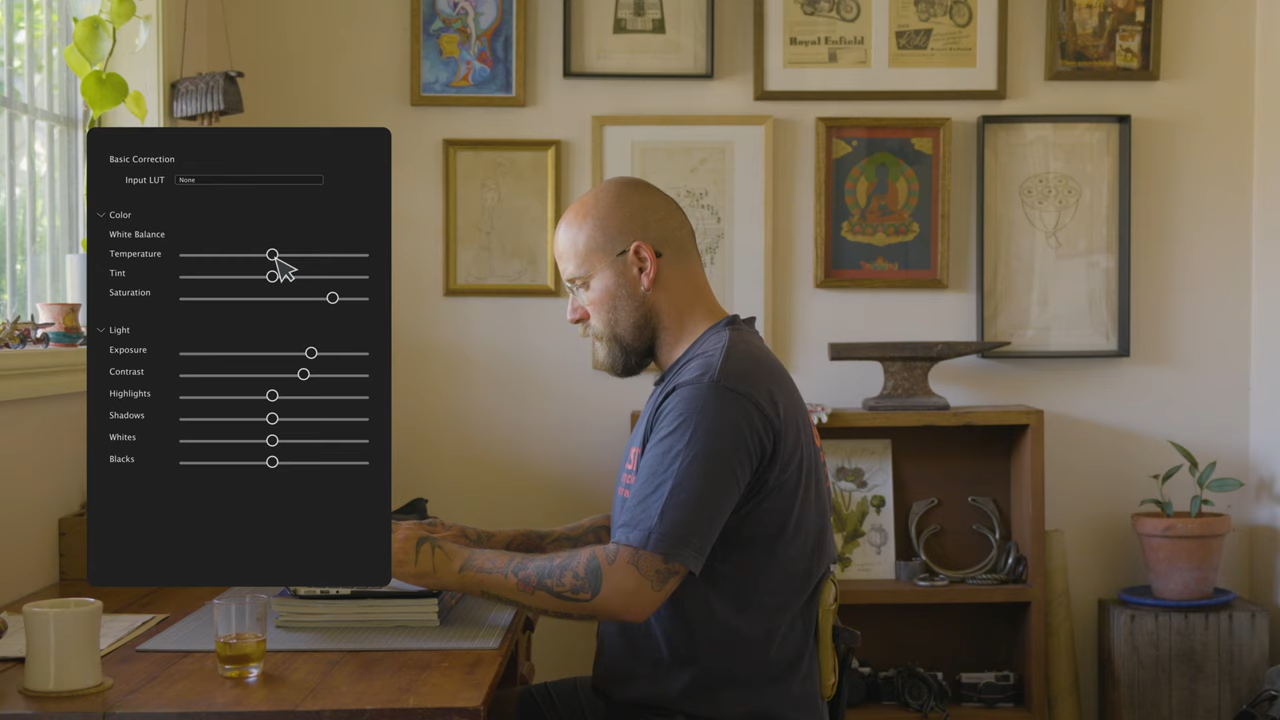 Royal Enfield
Basic Correction
Input LUT
None
Color
White Balance
Temperature
Tint
Saturation
Light
Exposure
Contrast
Highlights
Shadows
Whites
Blacks